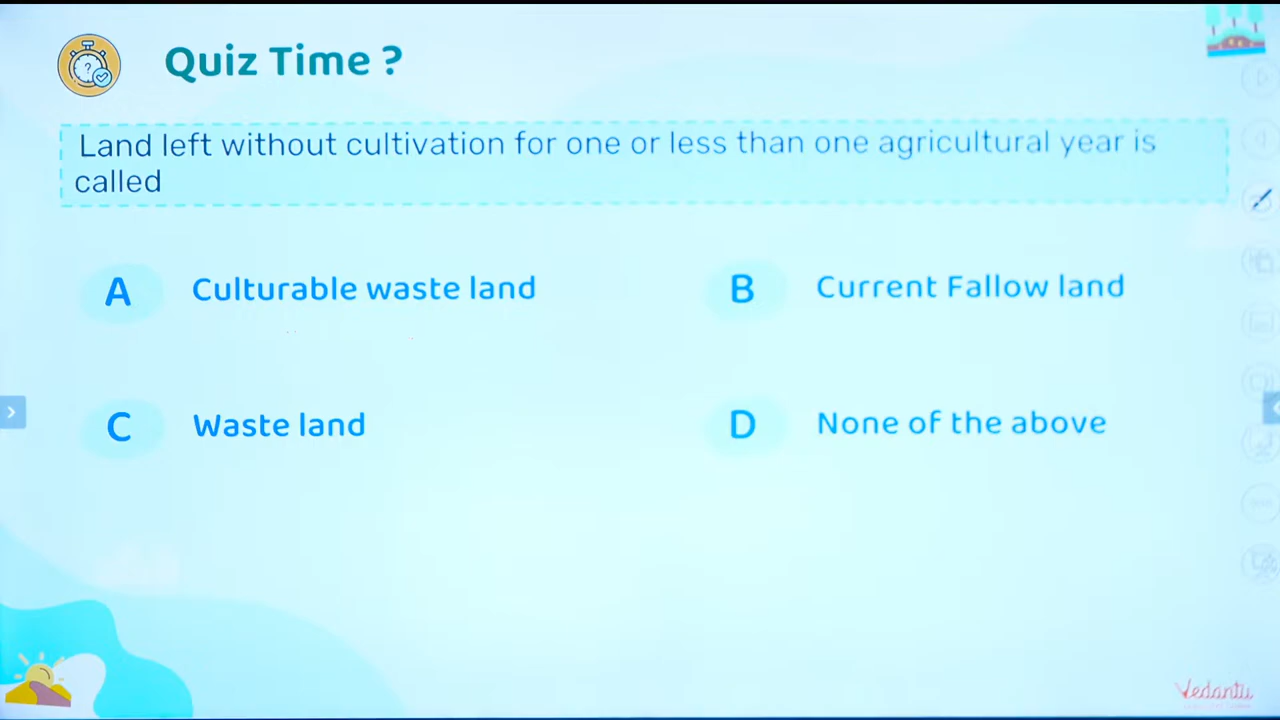 Quiz Time ?
Land left without cultivation for one or less than one agricultural year is
called
A Culturable waste land
B Current Fallow land
C Waste land
D None of the above
Vedantu